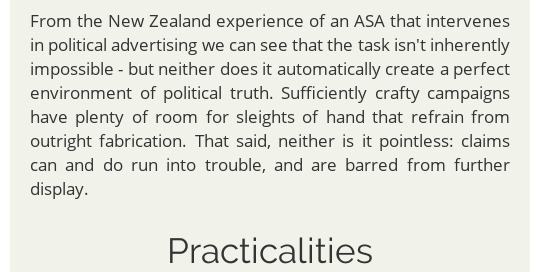 From the New Zealand experience of an ASA that intervenes
in political advertising we can see that the task isn't inherently
impossible - but neither does it automatically create a perfect
environment of political truth. Sufficiently crafty campaigns
have plenty of room for sleights of hand that refrain from
outright fabrication. That said, neither is it pointless: claims
can and do run into trouble, and are barred from further
display.
Practicalities